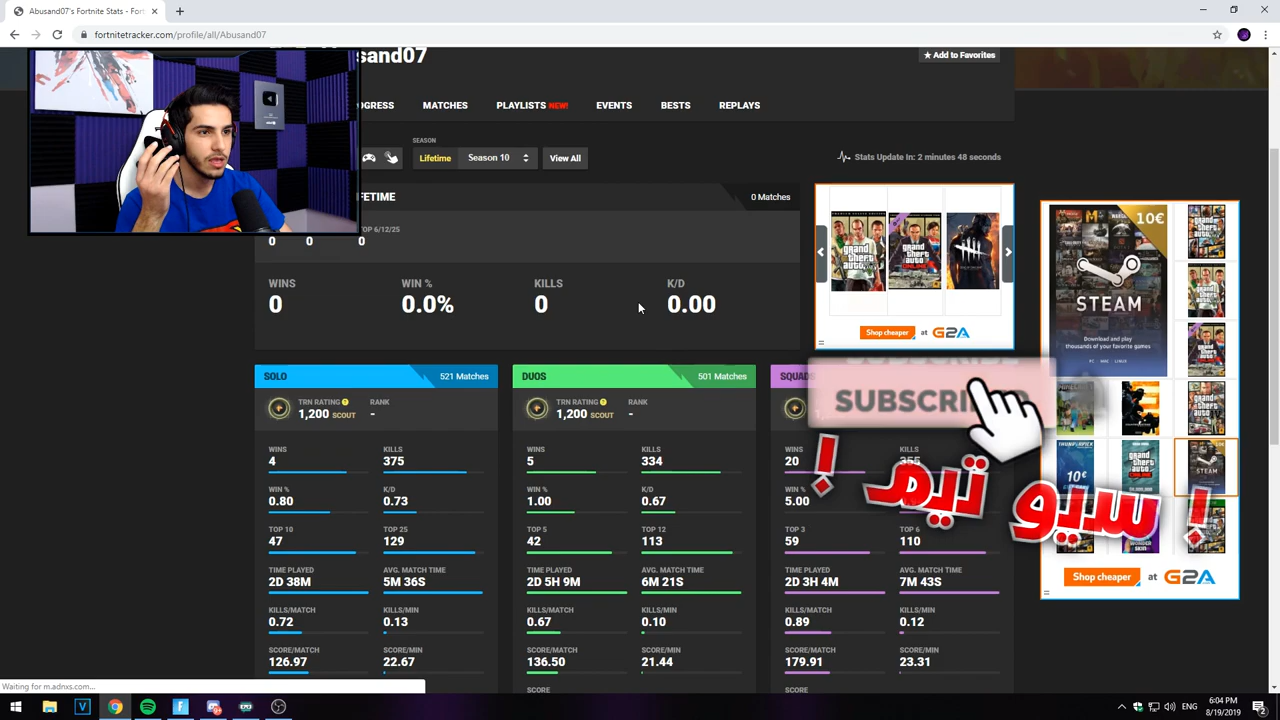 Abusand07's Fortnite Stats - For
fortnitetracker.com/profile/all/Abusand07
sand07
★ Add to Favorites
OGRESS MATCHES PLAYLISTS NEW! EVENTS BESTS REPLAYS
SEASON
Lifetime Season 10 View All
Stats Update In: 2 minutes 48 seconds
FETIME 0 Matches
TOP 6/12/25
0 0 0
WINS WIN % KILLS K/D
0 0.0% 0 0.00
Shop cheaper at G2A
10€
STEAM
Download and play
thousands of your favorite games
SOLO 521 Matches
TRN RATING RANK
1,200 SCOUT -
WINS KILLS
4 375
WIN % K/D
0.80 0.73
TOP 10 TOP 25
47 129
TIME PLAYED AVG. MATCH TIME
2D 38M 5M 36S
KILLS/MATCH KILLS/MIN
0.72 0.13
SCORE/MATCH SCORE/MIN
126.97 22.67
DUOS 501 Matches
TRN RATING RANK
1,200 SCOUT -
WINS KILLS
5 334
WIN % K/D
1.00 0.67
TOP 5 TOP 12
42 113
TIME PLAYED AVG. MATCH TIME
2D 5H 9M 6M 21S
KILLS/MATCH KILLS/MIN
0.67 0.10
SCORE/MATCH SCORE/MIN
136.50 21.44
SCORE
SQUADS
WINS KILLS
20 355
WIN %
5.00
TOP 3 TOP 6
59 110
TIME PLAYED AVG. MATCH TIME
2D 3H 4M 7M 43S
KILLS/MATCH KILLS/MIN
0.89 0.12
SCORE/MATCH SCORE/MIN
179.91 23.31
SCORE
SUBSCRI
! سيو تيم !
Shop cheaper at G2A
Waiting for m.adnxs.com...
ENG
6:04 PM
8/19/2019